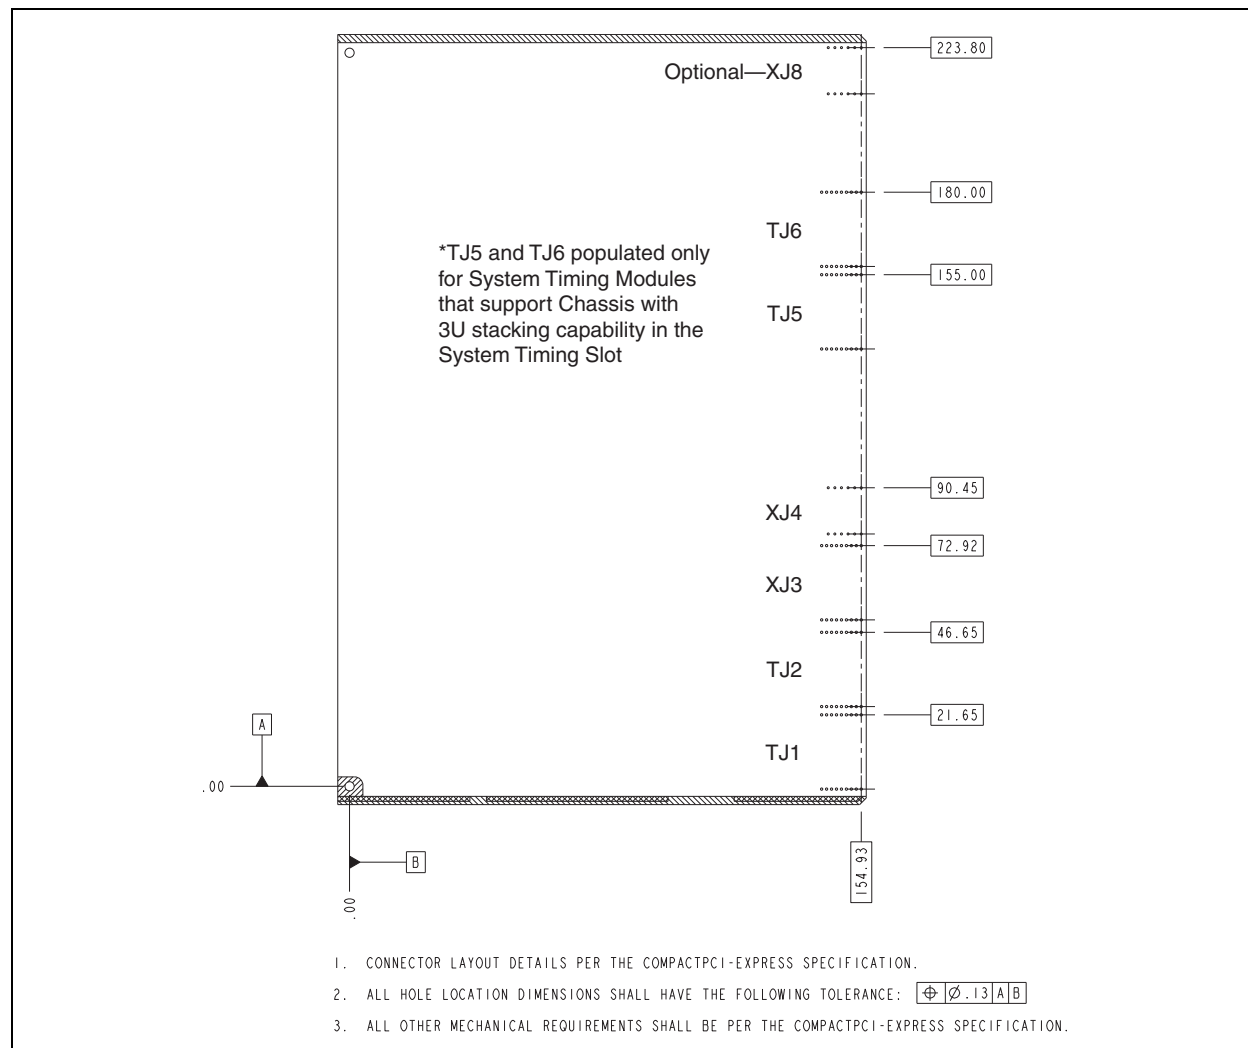 223.80
Optional—XJ8
180.00
TJ6
*TJ5 and TJ6 populated only
for System Timing Modules
that support Chassis with
3U stacking capability in the
System Timing Slot
155.00
TJ5
90.45
XJ4
72.92
XJ3
46.65
TJ2
21.65
A
TJ1
.00
B
154.93
.00
1. CONNECTOR LAYOUT DETAILS PER THE COMPACTPCI-EXPRESS SPECIFICATION.
2. ALL HOLE LOCATION DIMENSIONS SHALL HAVE THE FOLLOWING TOLERANCE: ⌖ Ø.13 A B
3. ALL OTHER MECHANICAL REQUIREMENTS SHALL BE PER THE COMPACTPCI-EXPRESS SPECIFICATION.